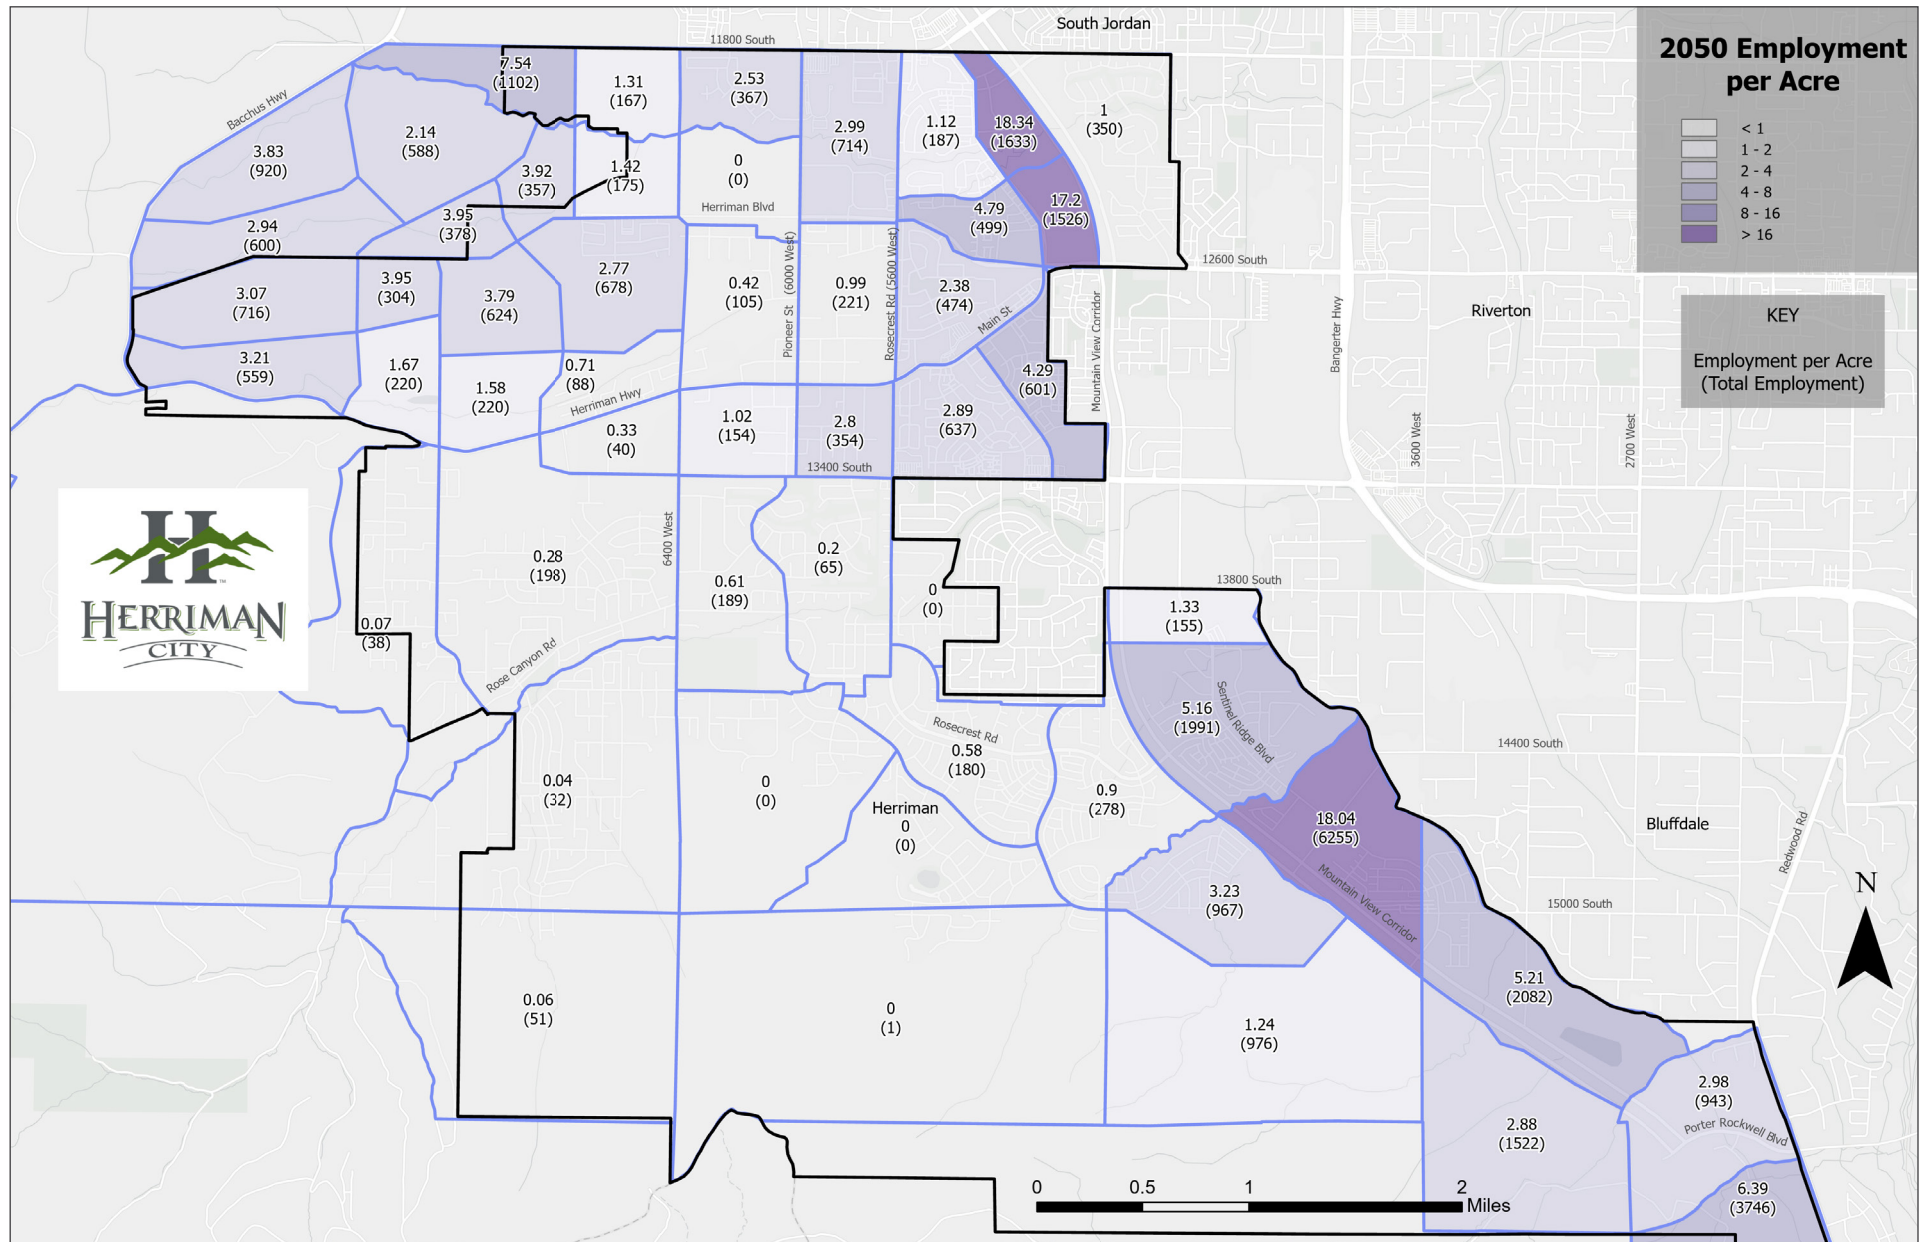 South Jordan
11800 South
2050 Employment
per Acre
< 1
1 - 2
2 - 4
4 - 8
8 - 16
> 16
KEY
Employment per Acre
(Total Employment)
Bacchus Hwy
7.54
(1102)
1.31
(167)
2.53
(367)
2.99
(714)
1.12
(187)
18.34
(1633)
1
(350)
2.14
(588)
3.83
(920)
3.92
(357)
1.42
(175)
0
(0)
Herriman Blvd
4.79
(499)
17.2
(1526)
2.94
(600)
3.95
(378)
12600 South
3.07
(716)
3.95
(304)
3.79
(624)
2.77
(678)
0.42
(105)
Pioneer St (6000 West)
0.99
(221)
Rosecrest Rd (5600 West)
2.38
(474)
Main St
Mountain View Corridor
Bangerter Hwy
Riverton
3.21
(559)
1.67
(220)
1.58
(220)
0.71
(88)
Herriman Hwy
4.29
(601)
0.33
(40)
1.02
(154)
2.8
(354)
2.89
(637)
13400 South
3600 West
2700 West
HERRIMAN
CITY
0.28
(198)
6400 West
0.61
(189)
0.2
(65)
0
(0)
13800 South
1.33
(155)
0.07
(38)
Rose Canyon Rd
5.16
(1991)
Sentinel Ridge Blvd
Rosecrest Rd
0.58
(180)
14400 South
0.04
(32)
0
(0)
Herriman
0
(0)
0.9
(278)
18.04
(6255)
Bluffdale
Redwood Rd
3.23
(967)
Mountain View Corridor
15000 South
N
0.06
(51)
0
(1)
1.24
(976)
5.21
(2082)
2.98
(943)
2.88
(1522)
Porter Rockwell Blvd
6.39
(3746)
0
0.5
1
2
Miles